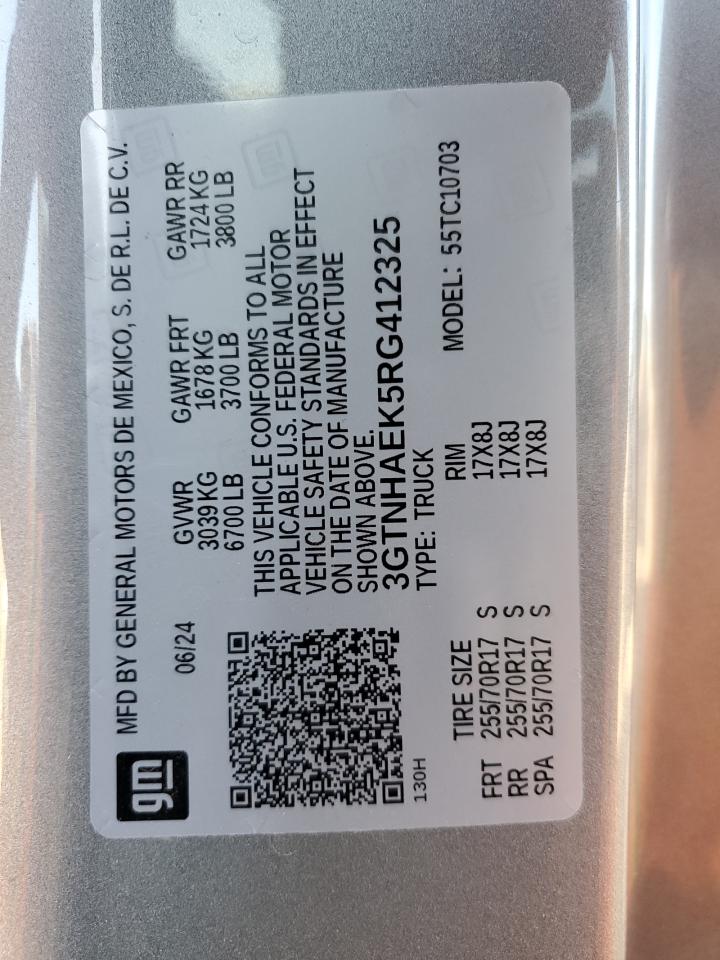 gm
MFD BY GENERAL MOTORS DE MEXICO, S. DE R.L. DE C.V.
06/24
GVWR GAWR FRT GAWR RR
3039 KG 1678 KG 1724 KG
6700 LB 3700 LB 3800 LB
THIS VEHICLE CONFORMS TO ALL
APPLICABLE U.S. FEDERAL MOTOR
VEHICLE SAFETY STANDARDS IN EFFECT
ON THE DATE OF MANUFACTURE
SHOWN ABOVE.
3GTNHAEK5RG412325
TYPE: TRUCK
130H
MODEL: 55TC10703
TIRE SIZE RIM
FRT 255/70R17 S 17X8J
RR 255/70R17 S 17X8J
SPA 255/70R17 S 17X8J